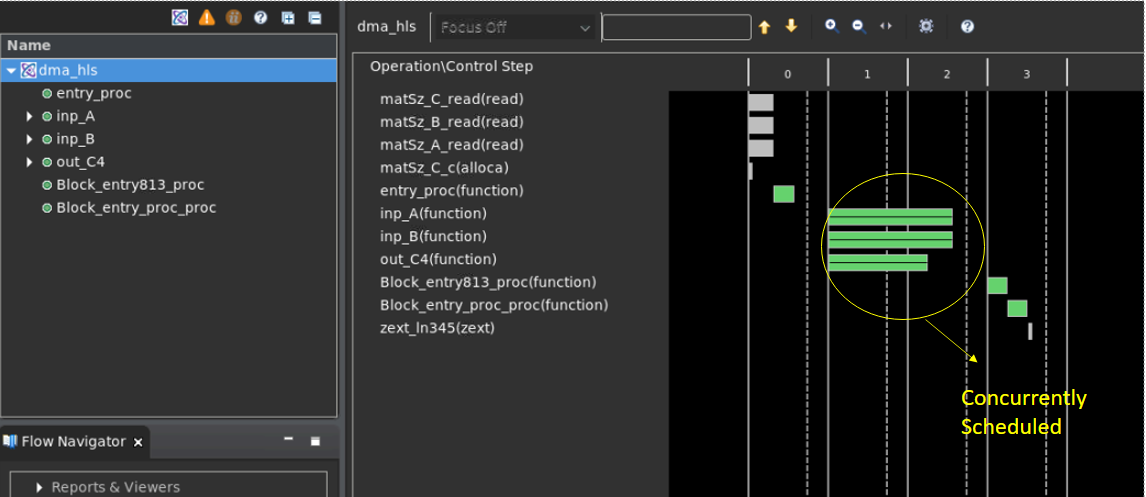 dma_hls
Focus Off
Name
dma_hls
entry_proc
inp_A
inp_B
out_C4
Block_entry813_proc
Block_entry_proc_proc
Operation\Control Step
0
1
2
3
matSz_C_read(read)
matSz_B_read(read)
matSz_A_read(read)
matSz_C_c(alloca)
entry_proc(function)
inp_A(function)
inp_B(function)
out_C4(function)
Block_entry813_proc(function)
Block_entry_proc_proc(function)
zext_ln345(zext)
Concurrently
Scheduled
Flow Navigator
Reports & Viewers